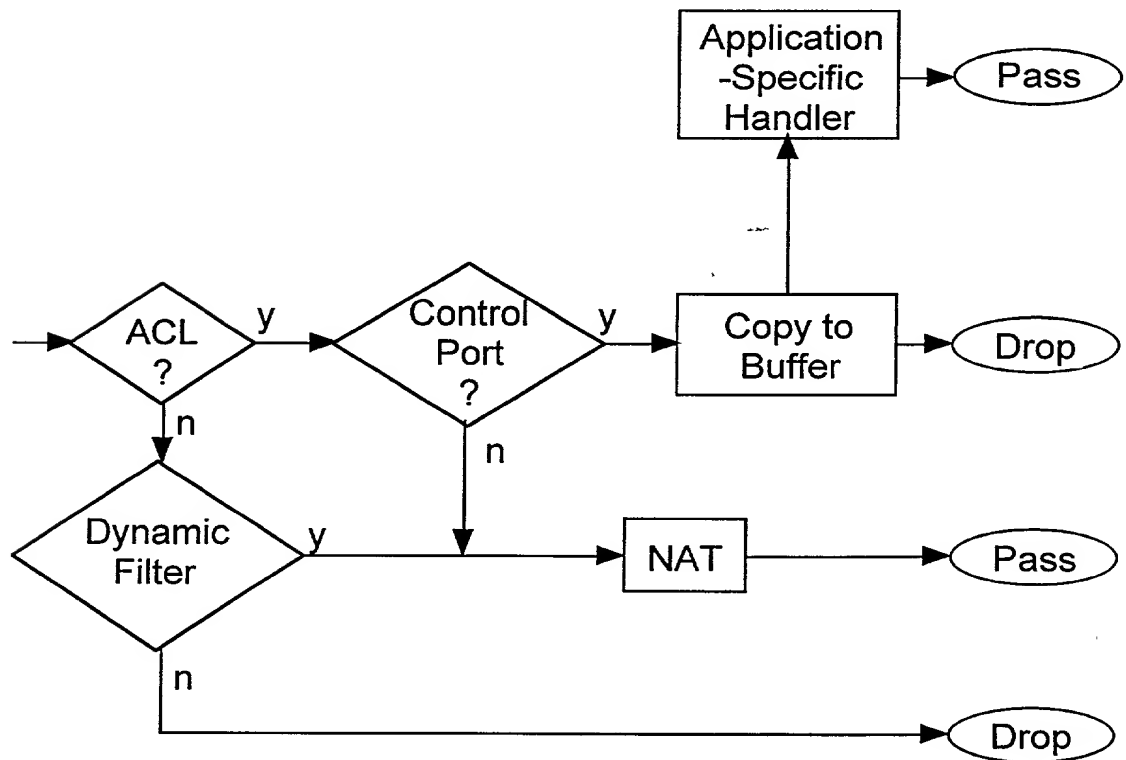 Application
-Specific
Handler
Pass
ACL
?
y
Control
Port
?
y
Copy to
Buffer
Drop
n
n
Dynamic
Filter
y
NAT
Pass
n
Drop